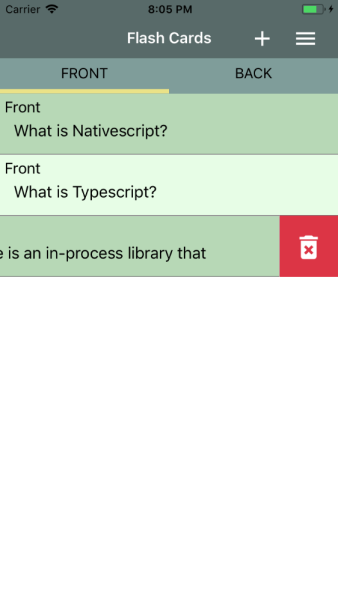 Carrier 8:05 PM
Flash Cards
FRONT BACK
Front
What is Nativescript?
Front
What is Typescript?
e is an in-process library that